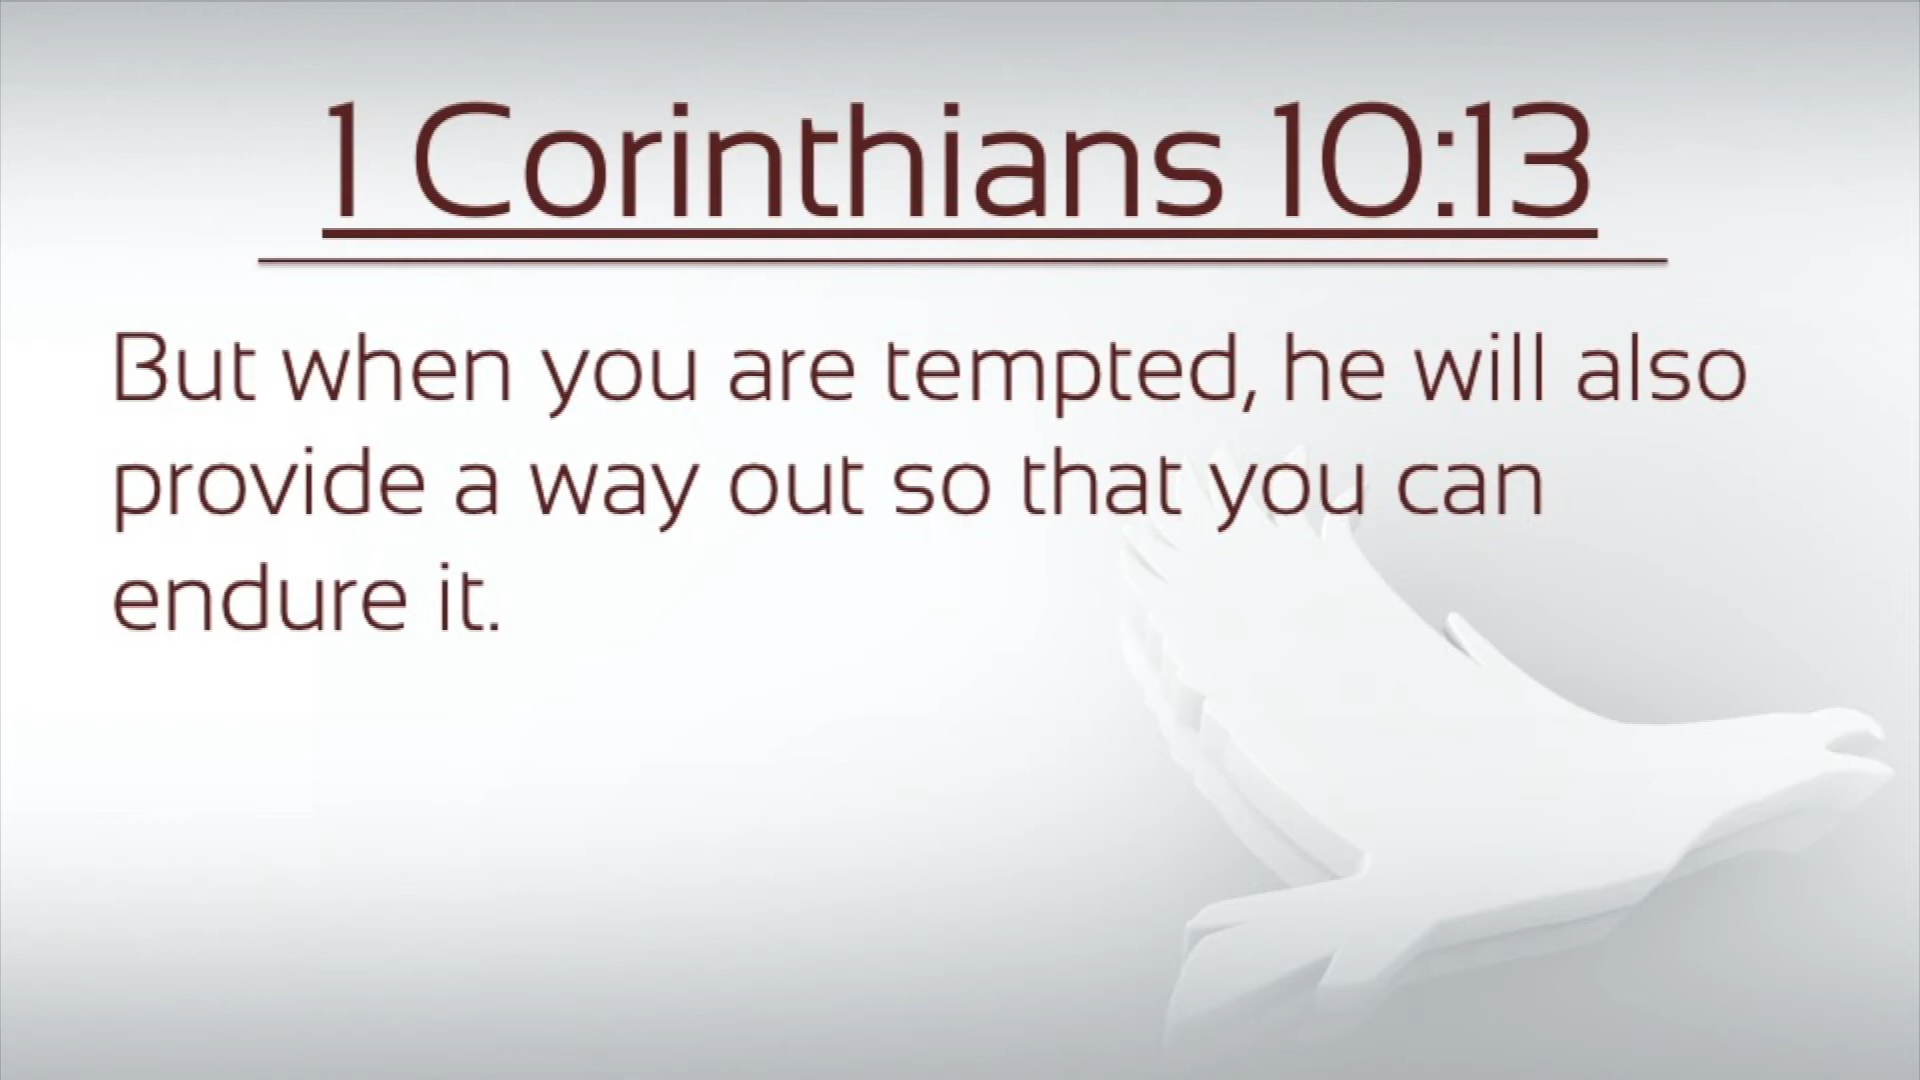 1 Corinthians 10:13
But when you are tempted, he will also
provide a way out so that you can
endure it.